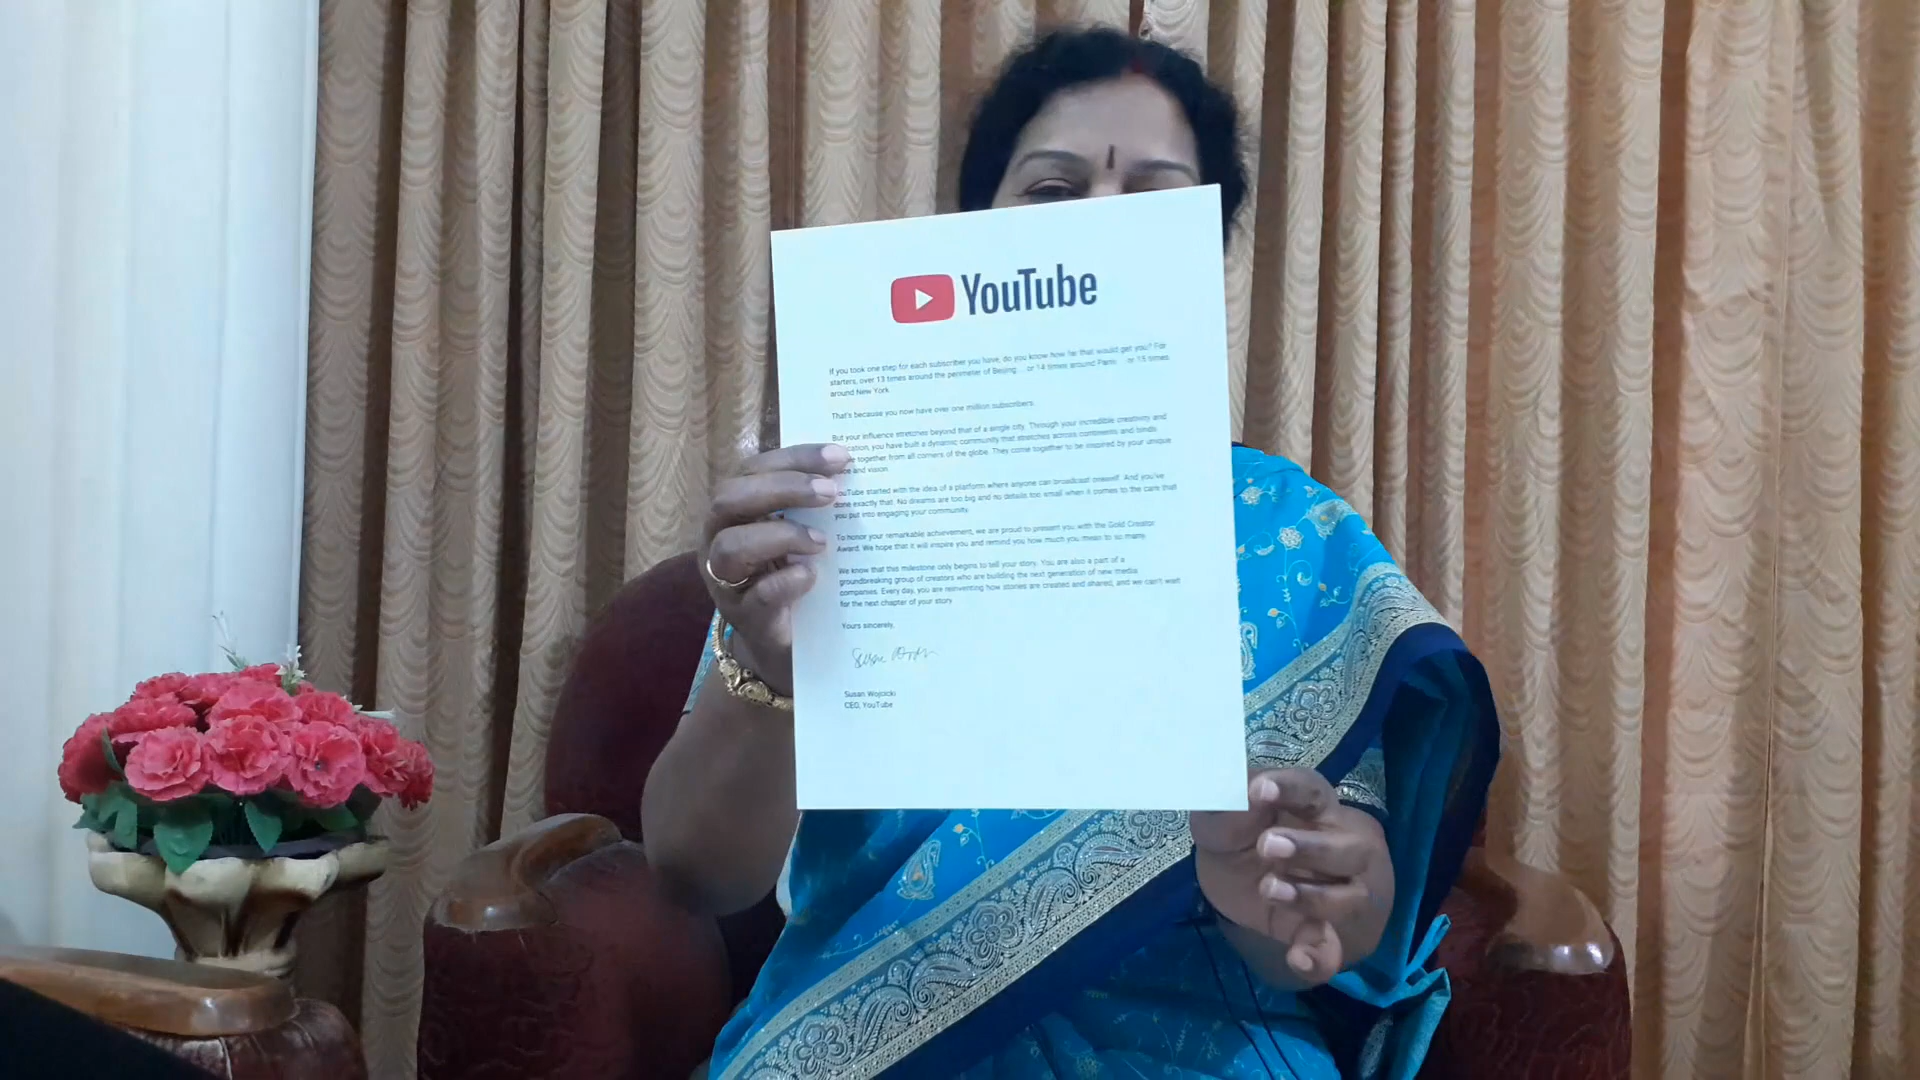 YouTube
If you took one step for each subscriber you have, do you know how far that would get you? For
starters, over 13 times around the perimeter of Beijing... or 14 times around Paris... or 15 times
around New York.
That's because you now have over one million subscribers.
But your influence stretches beyond that of a single city. Through your incredible creativity and
you have built a dynamic community that stretches across continents and binds
together from all corners of the globe. They come together to be inspired by your unique
and vision.
YouTube started with the idea of a platform where anyone can broadcast oneself. And you've
done exactly that. No dreams are too big and no details too small when it comes to the care that
you put into engaging your community.
To honor your remarkable achievement, we are proud to present you with the Gold Creator
Award. We hope that it will inspire you and remind you how much you mean to so many.
We know that this milestone only begins to tell your story. You are also a part of a
groundbreaking group of creators who are building the next generation of new media
companies. Every day, you are reinventing how stories are created and shared, and we can't wait
for the next chapter of your story.
Yours sincerely,
Susan Wojcicki
CEO, YouTube